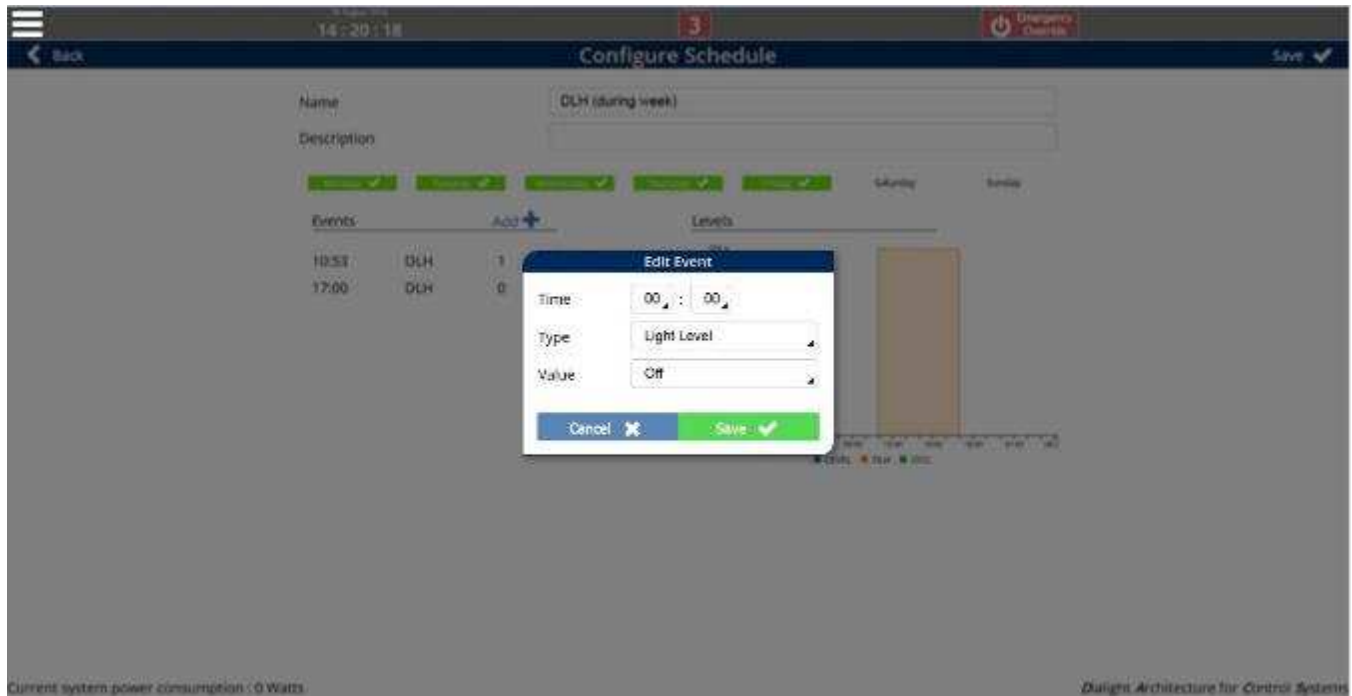 14 : 20 : 18
3
Emergency
Override
Back
Configure Schedule
Save
Name
DLH (during week)
Description
Saturday
Sunday
Events
Add
Levels
10:53 DLH 1
17:00 DLH 0
Edit Event
Time
00 : 00
Type
Light Level
Value
Off
Cancel
Save
Current system power consumption : 0 Watts
Dialight Architecture for Control Systems